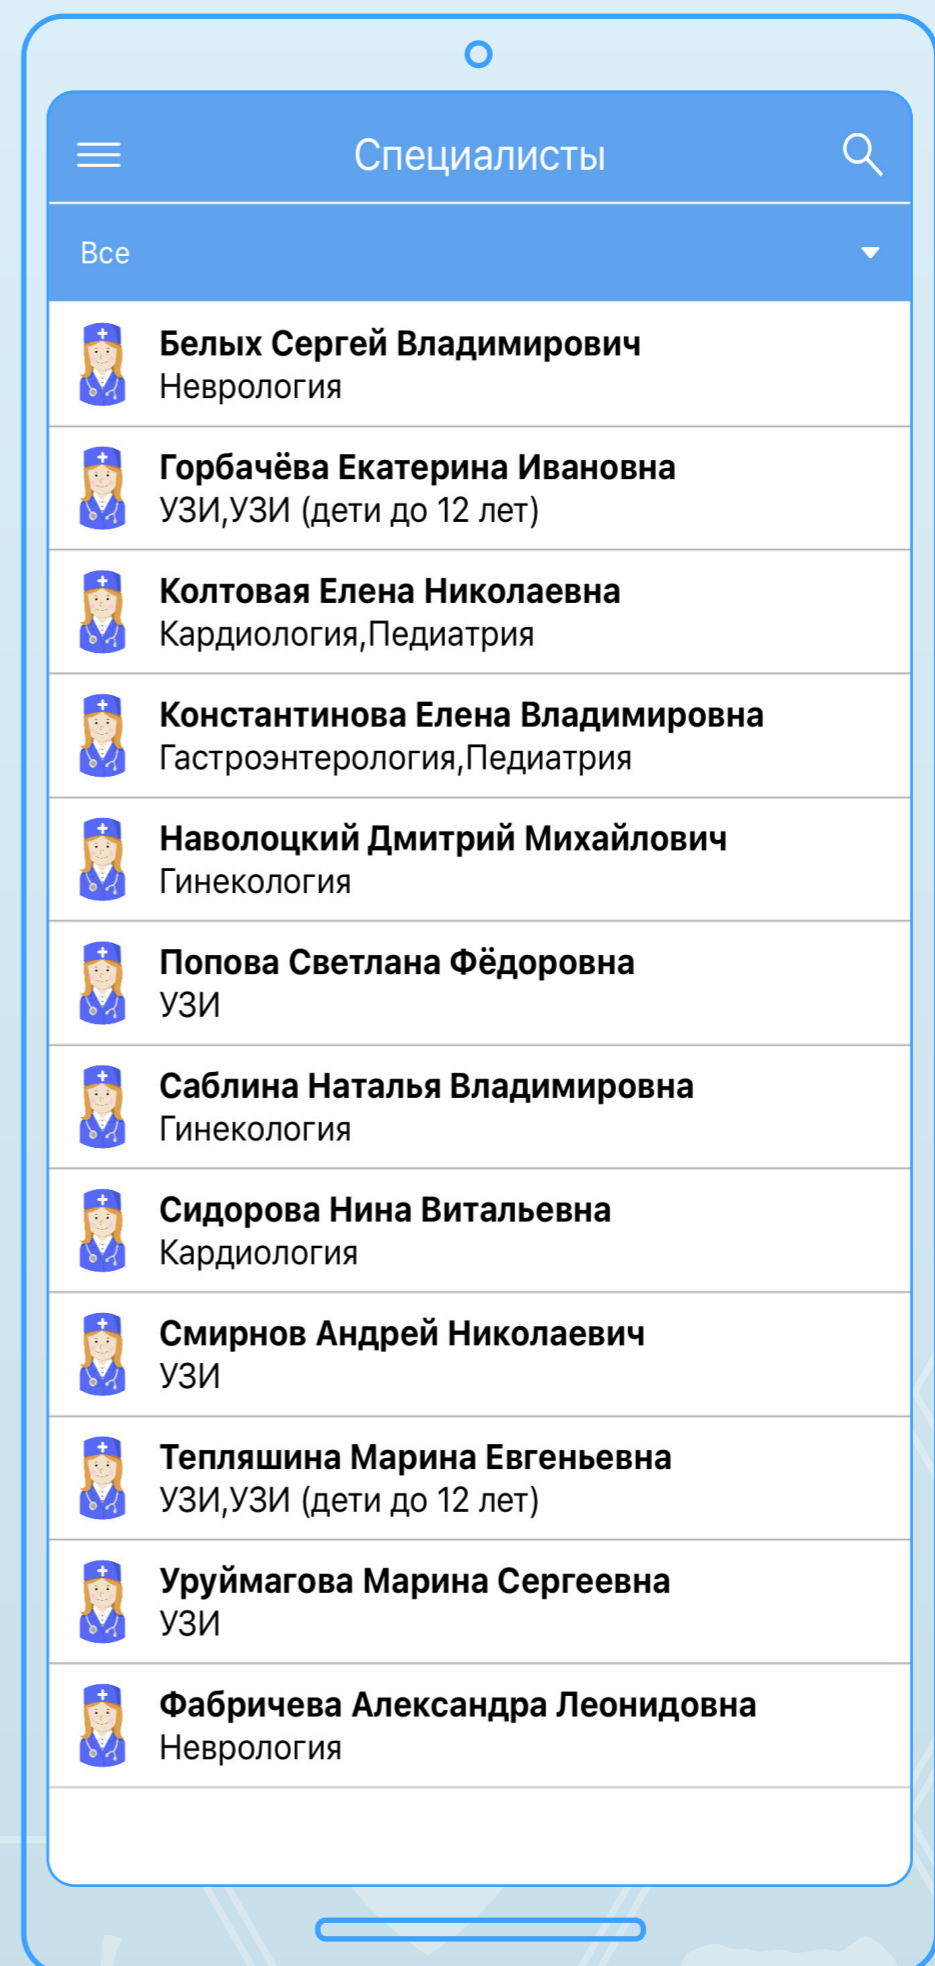 Специалисты
Все
Белых Сергей Владимирович
Неврология
Горбачёва Екатерина Ивановна
УЗИ,УЗИ (дети до 12 лет)
Колтовая Елена Николаевна
Кардиология,Педиатрия
Константинова Елена Владимировна
Гастроэнтерология,Педиатрия
Наволоцкий Дмитрий Михайлович
Гинекология
Попова Светлана Фёдоровна
УЗИ
Саблина Наталья Владимировна
Гинекология
Сидорова Нина Витальевна
Кардиология
Смирнов Андрей Николаевич
УЗИ
Тепляшина Марина Евгеньевна
УЗИ,УЗИ (дети до 12 лет)
Уруймагова Марина Сергеевна
УЗИ
Фабричева Александра Леонидовна
Неврология